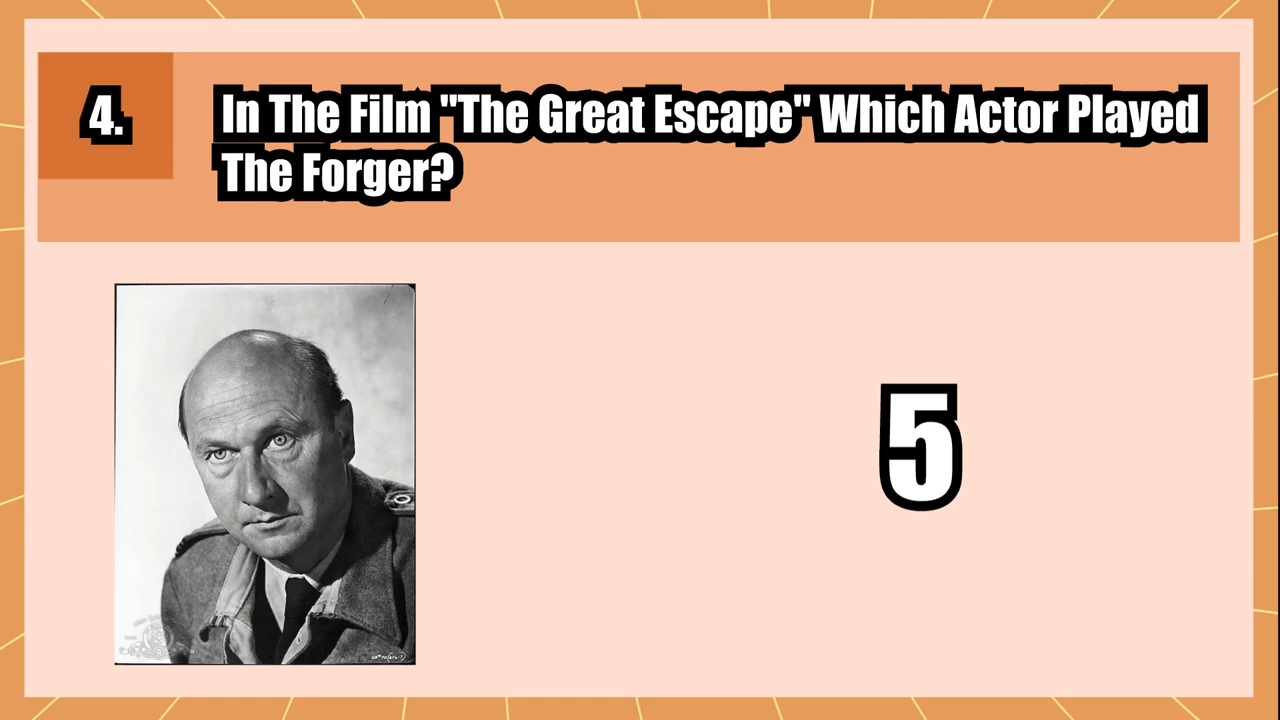 4.
In The Film "The Great Escape" Which Actor Played
The Forger?
5